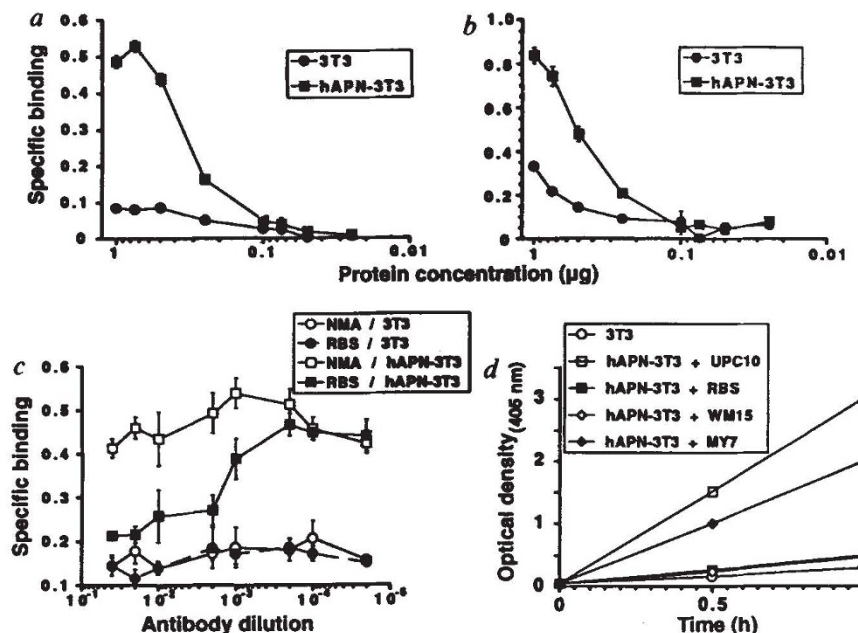 a
b
0.6
0.5
0.4
0.3
0.2
0.1
0
Specific binding
3T3
hAPN-3T3
1
0.1
0.01
1.0
0.8
0.6
0.4
0.2
0
3T3
hAPN-3T3
1
0.1
0.01
Protein concentration (µg)
c
NMA / 3T3
RBS / 3T3
NMA / hAPN-3T3
RBS / hAPN-3T3
0.6
0.5
0.4
0.3
0.2
0.1
Specific binding
Antibody dilution
d
3T3
hAPN-3T3 + UPC10
hAPN-3T3 + RBS
hAPN-3T3 + WM15
hAPN-3T3 + MY7
3
2
1
0
Optical density (405 nm)
0
0.5
Time (h)